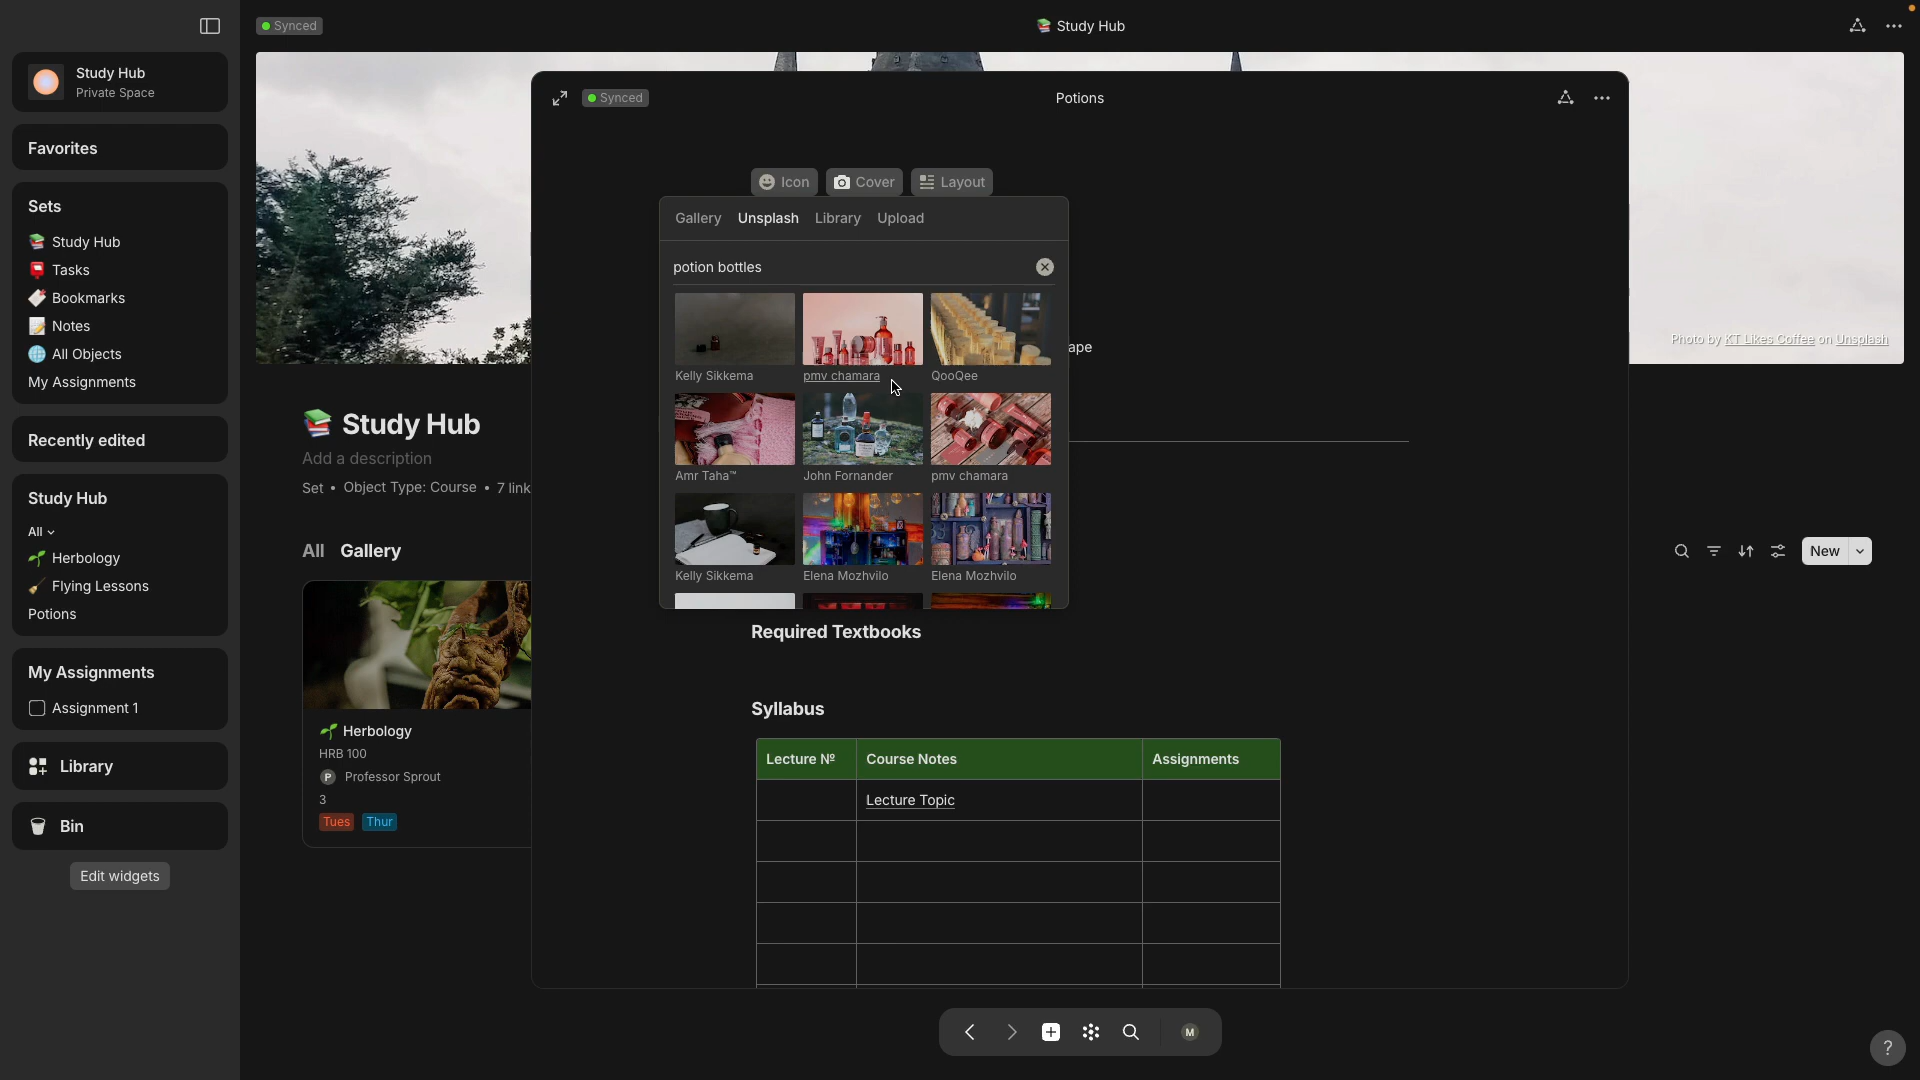 Synced
Study Hub
Study Hub
Private Space
Favorites
Sets
Study Hub
Tasks
Bookmarks
Notes
All Objects
My Assignments
Recently edited
Study Hub
All
Herbology
Flying Lessons
Potions
My Assignments
Assignment 1
Library
Bin
Edit widgets
Photo by KT Likes Coffee on Unsplash
Study Hub
Add a description
Set • Object Type: Course • 7 link
All Gallery
New
Herbology
HRB 100
P Professor Sprout
3
Tues Thur
Synced
Potions
Icon Cover Layout
Gallery Unsplash Library Upload
potion bottles
Kelly Sikkema pmv chamara QooQee
Amr Taha™ John Fornander pmv chamara
Kelly Sikkema Elena Mozhvilo Elena Mozhvilo
ape
Required Textbooks
Syllabus
Lecture Nº Course Notes Assignments
Lecture Topic
M
?